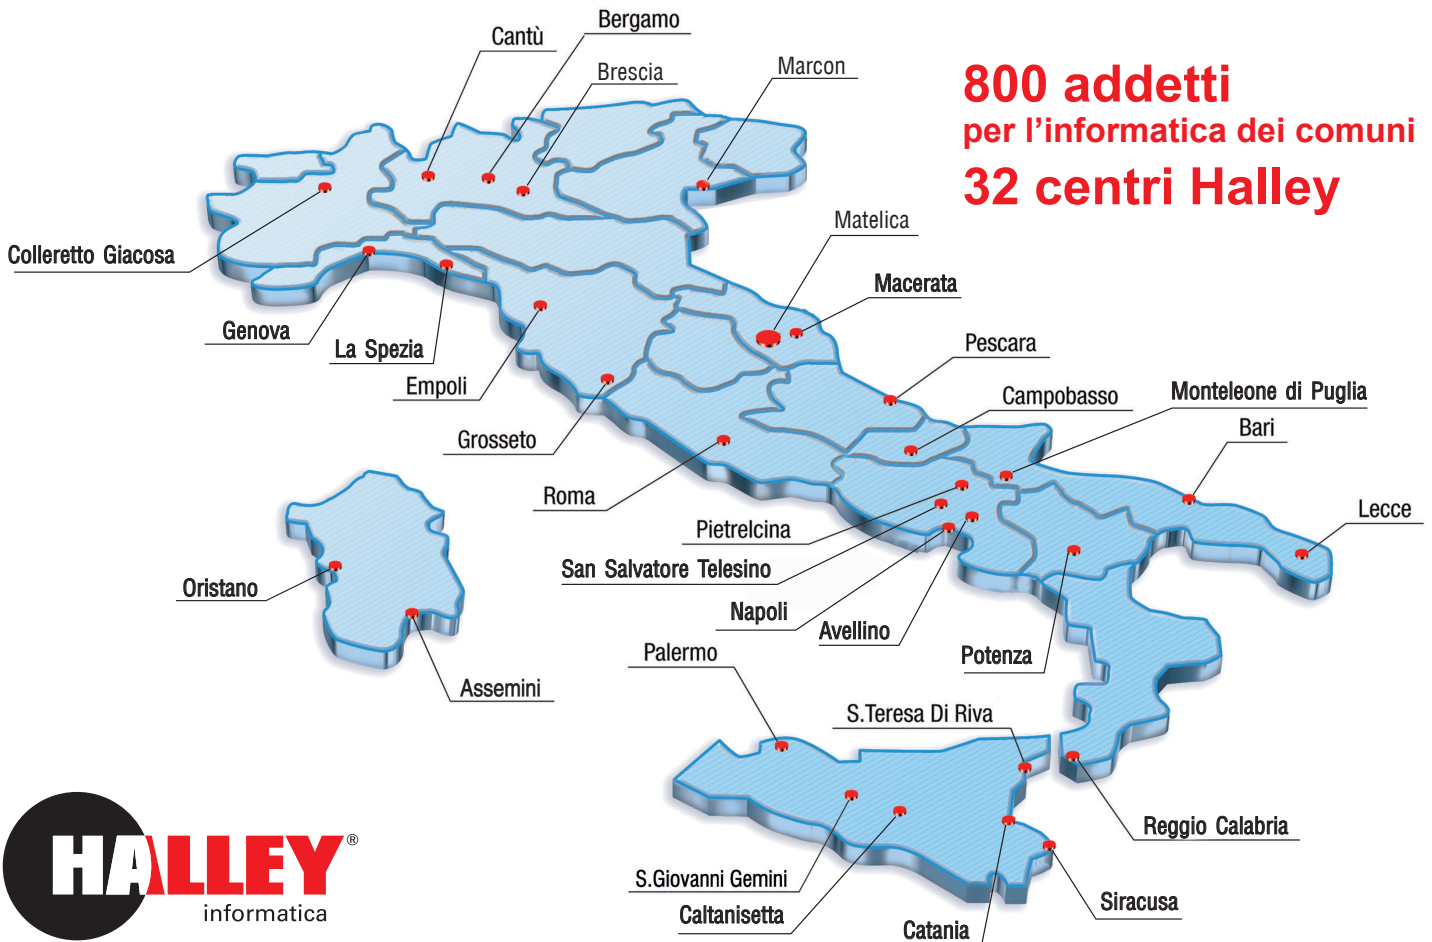 Bergamo
Cantù
Brescia
Marcon
800 addetti
per l'informatica dei comuni
32 centri Halley
Matelica
Colleretto Giacosa
Macerata
Genova
La Spezia
Pescara
Empoli
Campobasso
Monteleone di Puglia
Bari
Grosseto
Roma
Lecce
Pietrelcina
San Salvatore Telesino
Oristano
Napoli
Avellino
Palermo
Potenza
Assemini
S.Teresa Di Riva
Reggio Calabria
S.Giovanni Gemini
Caltanisetta
Siracusa
Catania
HALLEY®
informatica